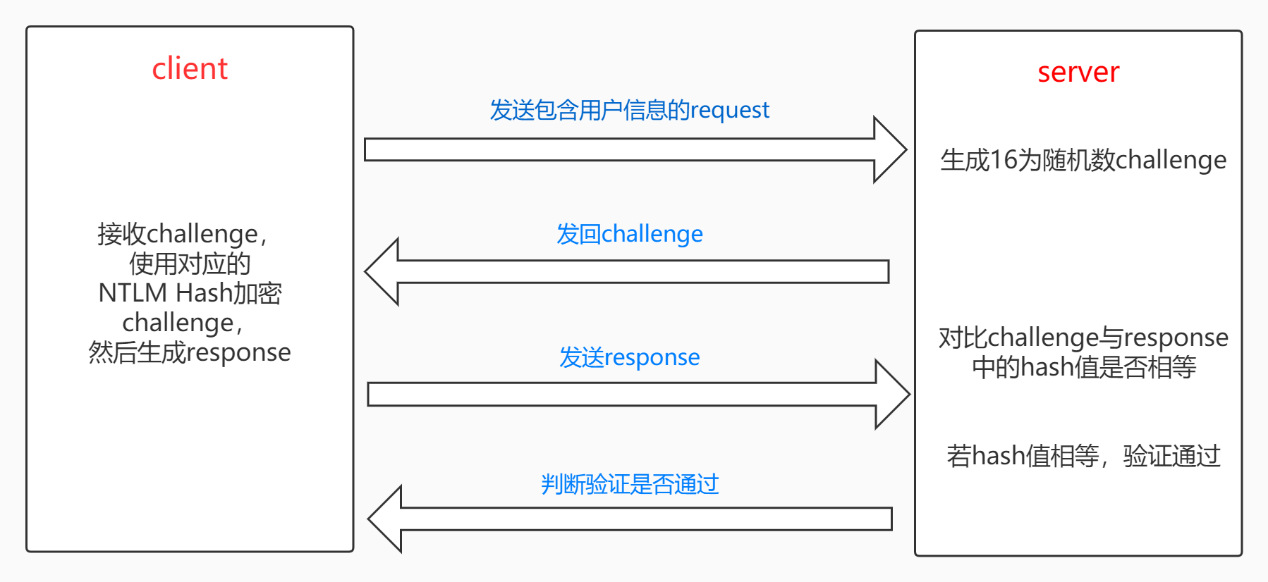 client
接收challenge，
使用对应的
NTLM Hash加密
challenge，
然后生成response
发送包含用户信息的request
发回challenge
发送response
判断验证是否通过
server
生成16为随机数challenge
对比challenge与response
中的hash值是否相等
若hash值相等，验证通过